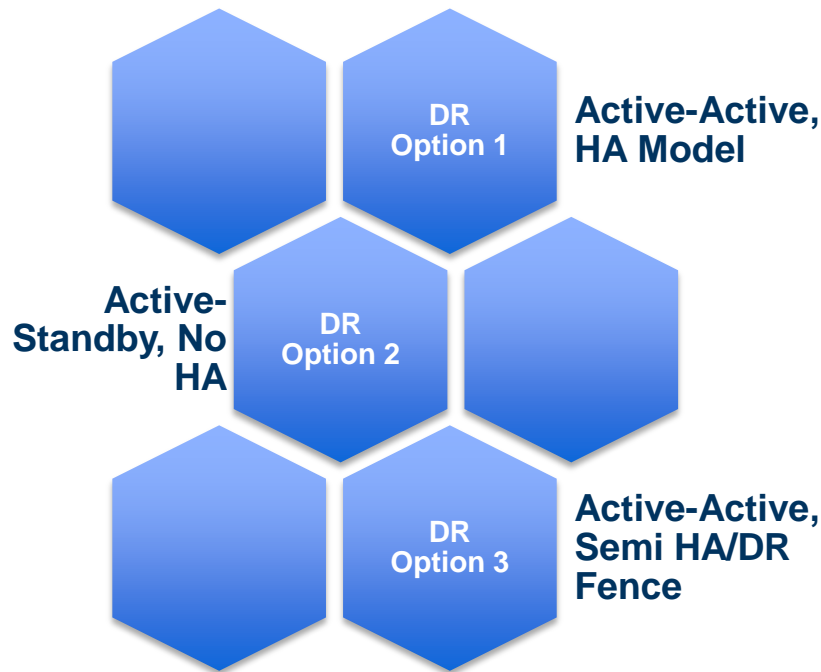 DR
Option 1
Active-Active,
HA Model
Active-
Standby, No
HA
DR
Option 2
DR
Option 3
Active-Active,
Semi HA/DR
Fence